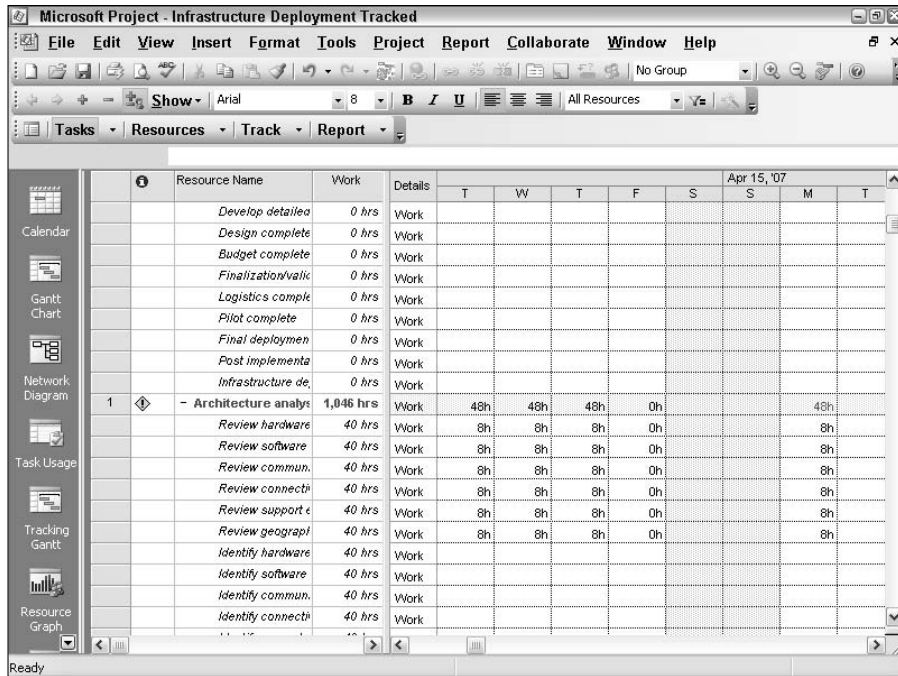 Microsoft Project - Infrastructure Deployment Tracked
File Edit View Insert Format Tools Project Report Collaborate Window Help
No Group
Show Arial 8 B I U All Resources
Tasks Resources Track Report
Resource Name Work Details Apr 15, '07
T W T F S S M T
Develop detailed 0 hrs Work
Design complete 0 hrs Work
Budget complete 0 hrs Work
Finalization/valid 0 hrs Work
Logistics comple 0 hrs Work
Pilot complete 0 hrs Work
Final deploymen 0 hrs Work
Post implementa 0 hrs Work
Infrastructure de 0 hrs Work
1 - Architecture analys 1,046 hrs Work 48h 48h 48h 0h 48h
Review hardware 40 hrs Work 8h 8h 8h 0h 8h
Review software 40 hrs Work 8h 8h 8h 0h 8h
Review commun. 40 hrs Work 8h 8h 8h 0h 8h
Review connecti 40 hrs Work 8h 8h 8h 0h 8h
Review support e 40 hrs Work 8h 8h 8h 0h 8h
Review geograph 40 hrs Work 8h 8h 8h 0h 8h
Identify hardware 40 hrs Work
Identify software 40 hrs Work
Identify commun. 40 hrs Work
Identify connecti 40 hrs Work
Calendar
Gantt
Chart
Network
Diagram
Task Usage
Tracking
Gantt
Resource
Graph
Ready